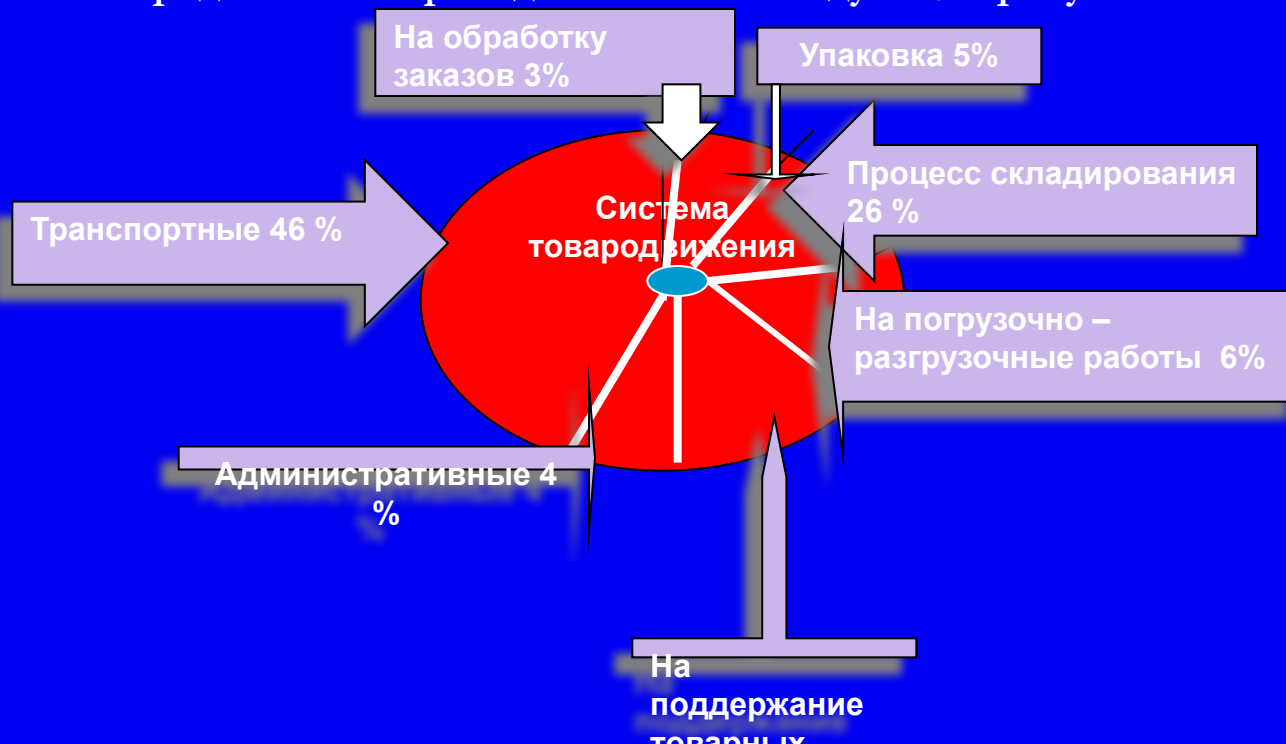 На обработку
заказов 3%
Упаковка 5%
Процесс складирования
26 %
Транспортные 46 %
Система
товародвижения
На погрузочно –
разгрузочные работы 6%
Административные 4
%
На
поддержание
товарных